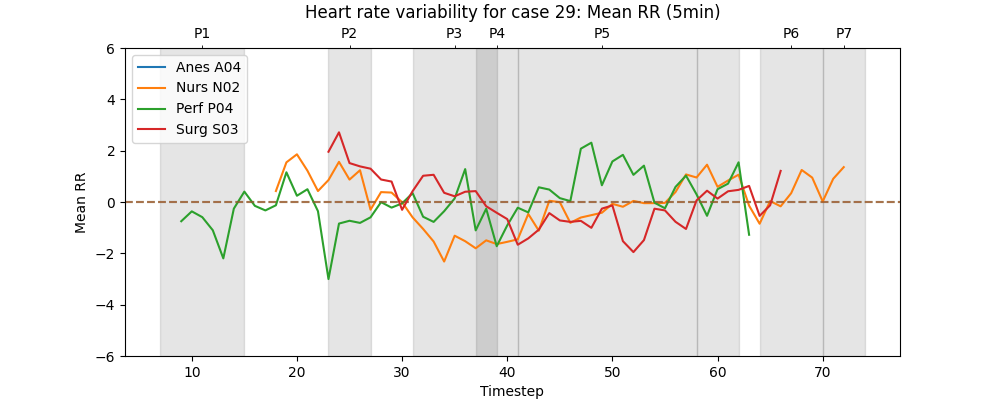 Heart rate variability for case 29: Mean RR (5min)
P1 P2 P3 P4 P5 P6 P7
6
4
2
0
−2
−4
−6
Mean RR
Anes A04
Nurs N02
Perf P04
Surg S03
10 20 30 40 50 60 70
Timestep